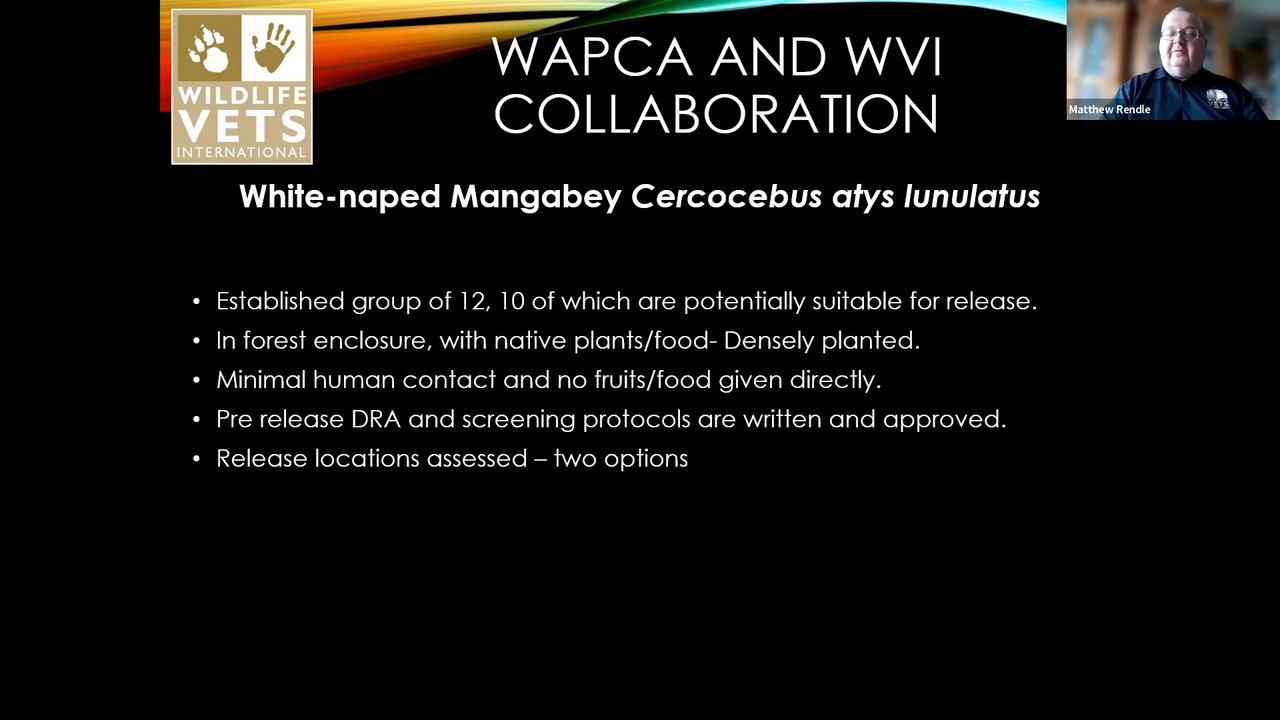 WILDLIFE
VETS
INTERNATIONAL
WAPCA AND WVI
COLLABORATION
Matthew Rendle
VETS
White-naped Mangabey Cercocebus atys lunulatus
• Established group of 12, 10 of which are potentially suitable for release.
• In forest enclosure, with native plants/food- Densely planted.
• Minimal human contact and no fruits/food given directly.
• Pre release DRA and screening protocols are written and approved.
• Release locations assessed – two options